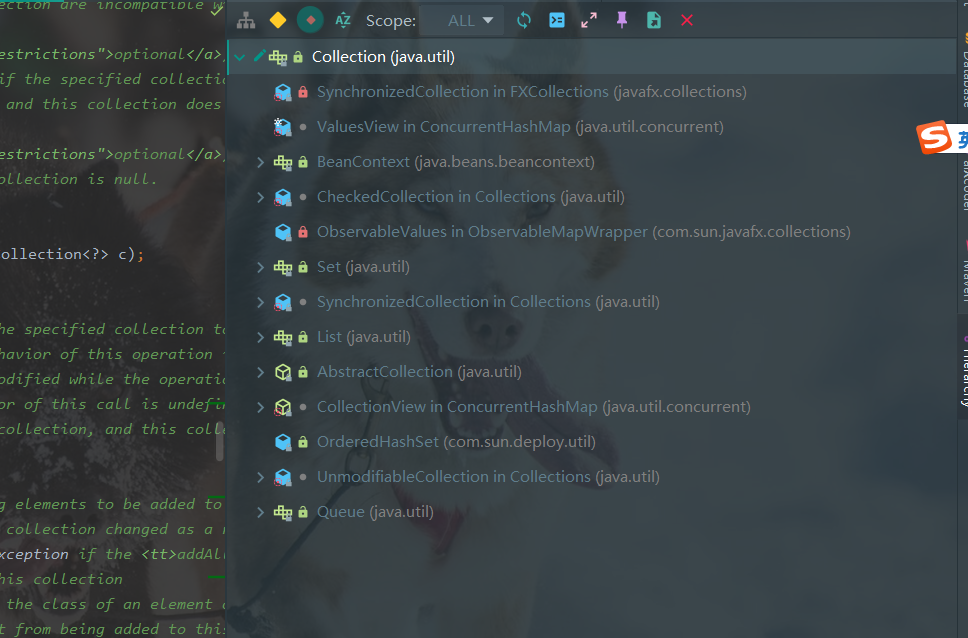 ection are incompatible w
estrictions">optional</a>,
if the specified collectio
and this collection does
estrictions">optional</a>,
ollection is null.
ollection<?> c);
he specified collection to
havior of this operation
odified while the operatio
or of this call is undefin
collection, and this colle
g elements to be added to
collection changed as a
xception if the <tt>addAll
his collection
the class of an element
t from being added to this
Scope: ALL
Collection (java.util)
SynchronizedCollection in FXCollections (javafx.collections)
ValuesView in ConcurrentHashMap (java.util.concurrent)
BeanContext (java.beans.beancontext)
CheckedCollection in Collections (java.util)
ObservableValues in ObservableMapWrapper (com.sun.javafx.collections)
Set (java.util)
SynchronizedCollection in Collections (java.util)
List (java.util)
AbstractCollection (java.util)
CollectionView in ConcurrentHashMap (java.util.concurrent)
OrderedHashSet (com.sun.deploy.util)
UnmodifiableCollection in Collections (java.util)
Queue (java.util)
Database
英
Maven
Hierarchy